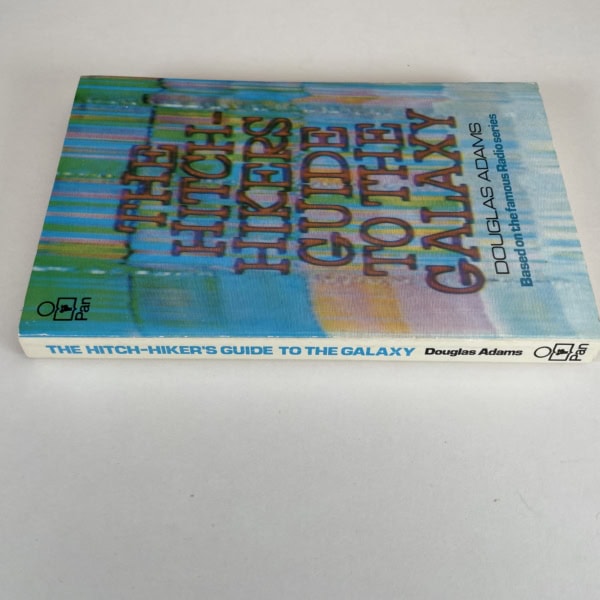 THE
HITCH-
HIKERS
GUIDE
TO THE
GALAXY
DOUGLAS ADAMS
Based on the famous Radio series
Pan
THE HITCH-HIKER'S GUIDE TO THE GALAXY Douglas Adams Pan